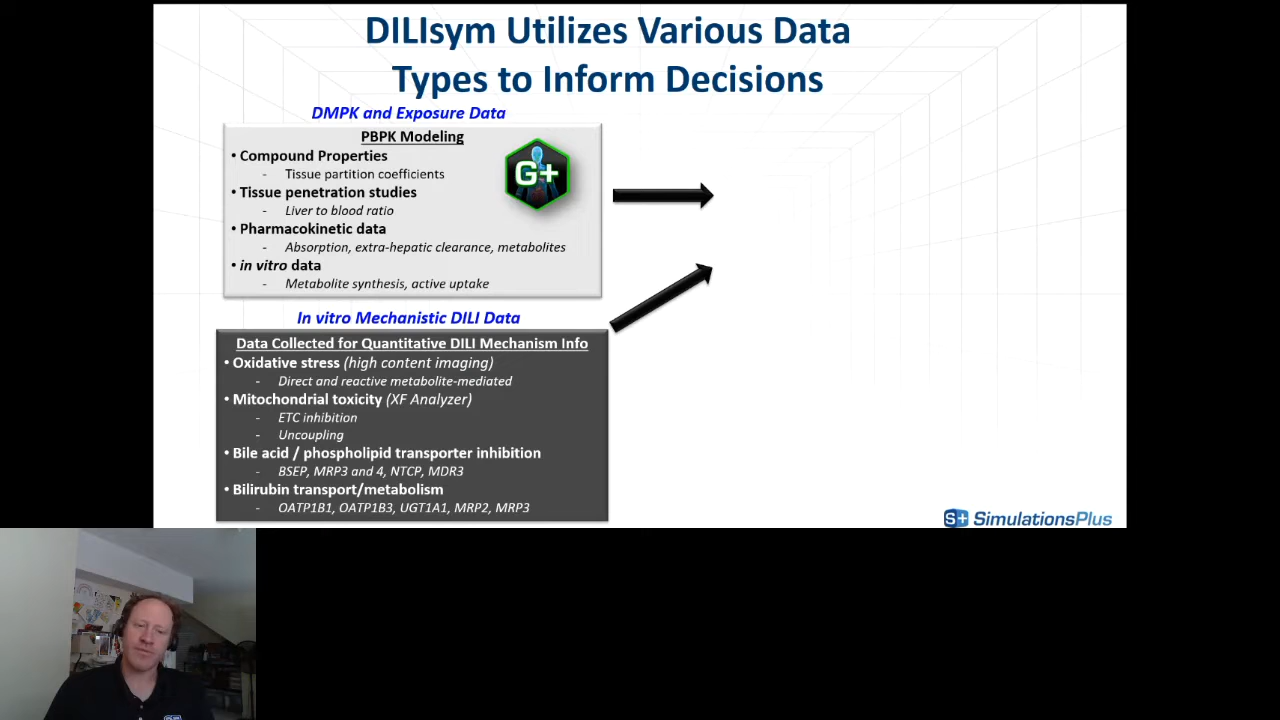 DILIsym Utilizes Various Data
Types to Inform Decisions
DMPK and Exposure Data
PBPK Modeling
• Compound Properties
- Tissue partition coefficients
• Tissue penetration studies
- Liver to blood ratio
• Pharmacokinetic data
- Absorption, extra-hepatic clearance, metabolites
• in vitro data
- Metabolite synthesis, active uptake
G+
In vitro Mechanistic DILI Data
Data Collected for Quantitative DILI Mechanism Info
• Oxidative stress (high content imaging)
- Direct and reactive metabolite-mediated
• Mitochondrial toxicity (XF Analyzer)
- ETC inhibition
- Uncoupling
• Bile acid / phospholipid transporter inhibition
- BSEP, MRP3 and 4, NTCP, MDR3
• Bilirubin transport/metabolism
- OATP1B1, OATP1B3, UGT1A1, MRP2, MRP3
S+ SimulationsPlus